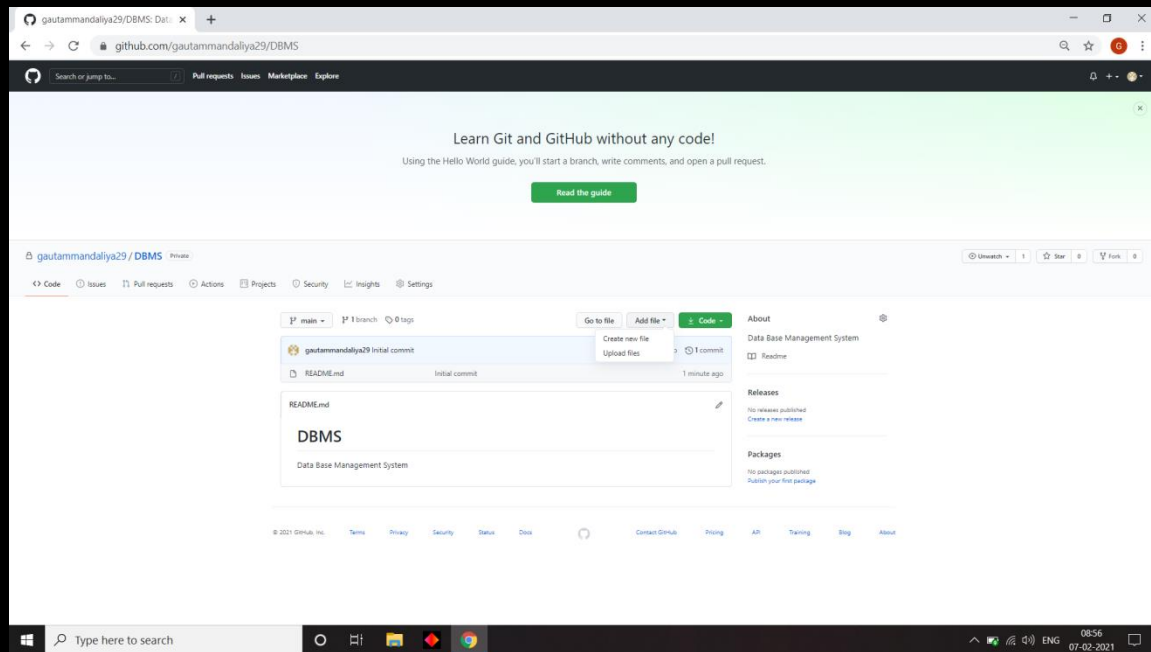 gautammandaliya29/DBMS: Data
github.com/gautammandaliya29/DBMS
G
Search or jump to...
/
Pull requests Issues Marketplace Explore
Learn Git and GitHub without any code!
Using the Hello World guide, you'll start a branch, write comments, and open a pull request.
Read the guide
gautammandaliya29 / DBMS Private
Unwatch 1 Star 0 Fork 0
Code Issues Pull requests Actions Projects Security Insights Settings
main 1 branch 0 tags
Go to file Add file Code
Create new file
Upload files
gautammandaliya29 Initial commit
1 commit
README.md Initial commit 1 minute ago
README.md
DBMS
Data Base Management System
About
Data Base Management System
Readme
Releases
No releases published
Create a new release
Packages
No packages published
Publish your first package
© 2021 GitHub, Inc. Terms Privacy Security Status Docs Contact GitHub Pricing API Training Blog About
Type here to search
ENG
08:56
07-02-2021